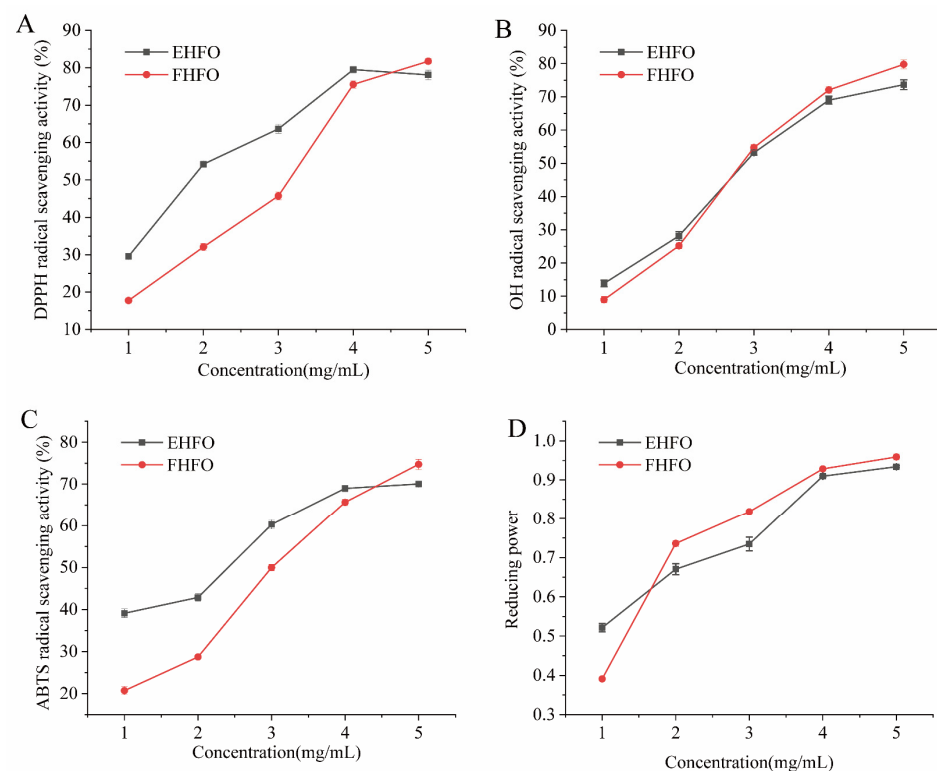 A
DPPH radical scavenging activity (%)
90
80
70
60
50
40
30
20
10
EHFO
FHFO
1 2 3 4 5
Concentration(mg/mL)
B
OH radical scavenging activity (%)
90
80
70
60
50
40
30
20
10
0
EHFO
FHFO
1 2 3 4 5
Concentration(mg/mL)
C
ABTS radical scavenging activity (%)
80
70
60
50
40
30
20
EHFO
FHFO
1 2 3 4 5
Concentration(mg/mL)
D
Reducing power
1.0
0.9
0.8
0.7
0.6
0.5
0.4
0.3
EHFO
FHFO
1 2 3 4 5
Concentration(mg/mL)